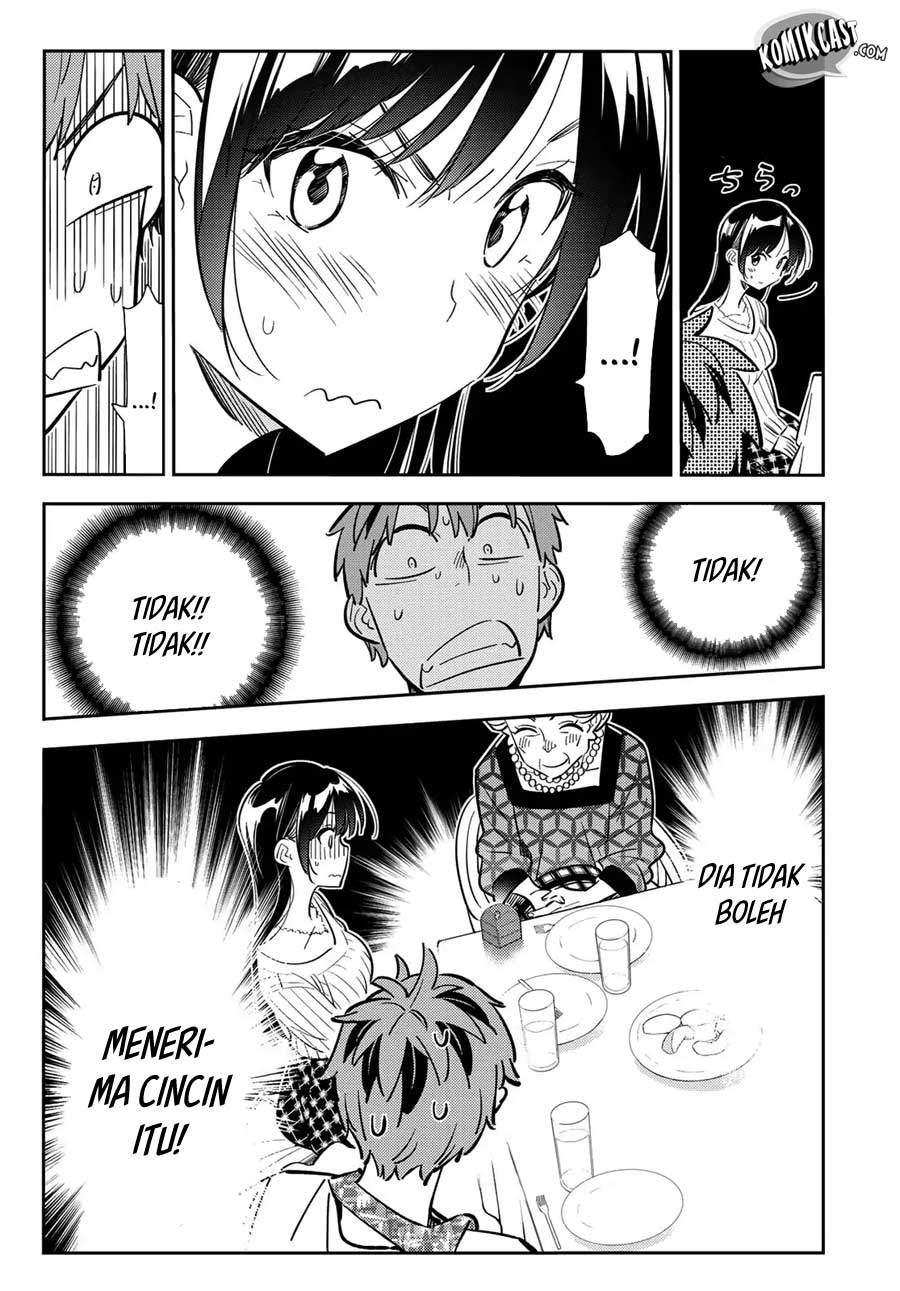 KOMIKCAST
.COM
ちらっ
....!
....!
TIDAK!
TIDAK!!
TIDAK!!
DIA TIDAK
BOLEH
MENERI-
MA CINCIN
ITU!